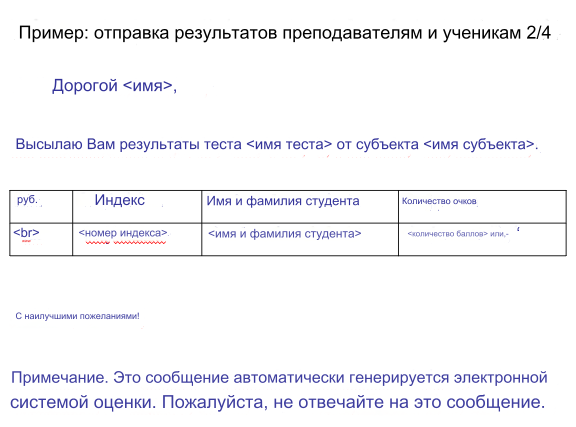 Пример: отправка результатов преподавателям и ученикам 2/4
Дорогой <имя>,
Высылаю Вам результаты теста <имя теста> от субъекта <имя субъекта>.
руб. Индекс Имя и фамилия студента Количество очков
<br> <номер индекса> <имя и фамилия студента> <количество баллов> или,-
С наилучшими пожеланиями!
Примечание. Это сообщение автоматически генерируется электронной
системой оценки. Пожалуйста, не отвечайте на это сообщение.